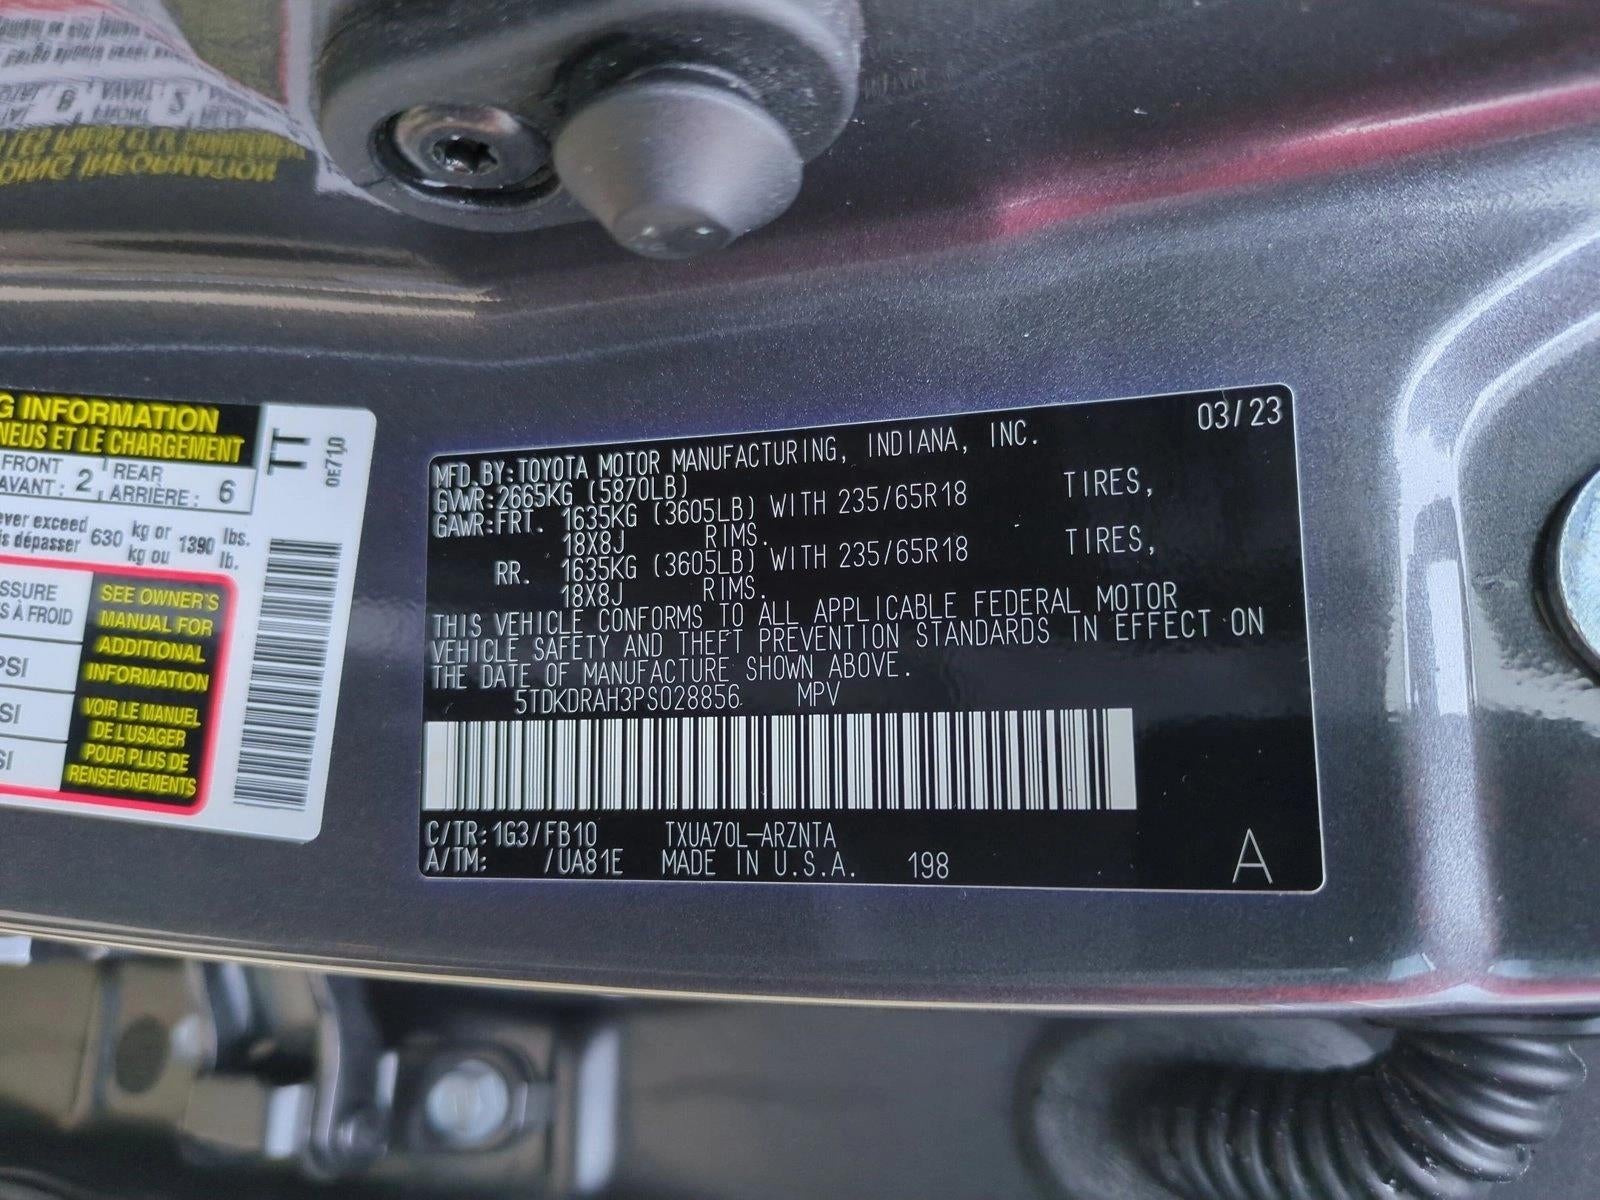 G INFORMATION
NEUS ET LE CHARGEMENT
TT
0E710
FRONT 2 REAR 6
AVANT: ARRIÈRE:
ever exceed 630 kg or 1390 lbs.
s dépasser kg ou lb.
SSURE
S À FROID
PSI
SI
SI
SEE OWNER'S
MANUAL FOR
ADDITIONAL
INFORMATION
VOIR LE MANUEL
DE L'USAGER
POUR PLUS DE
RENSEIGNEMENTS
03/23
MFD.BY:TOYOTA MOTOR MANUFACTURING, INDIANA, INC.
GVWR:2665KG (5870LB)
GAWR:FRT. 1635KG (3605LB) WITH 235/65R18 TIRES,
18X8J RIMS.
RR. 1635KG (3605LB) WITH 235/65R18 TIRES,
18X8J RIMS.
THIS VEHICLE CONFORMS TO ALL APPLICABLE FEDERAL MOTOR
VEHICLE SAFETY AND THEFT PREVENTION STANDARDS IN EFFECT ON
THE DATE OF MANUFACTURE SHOWN ABOVE.
5TDKDRAH3PS028856 MPV
C/TR:1G3/FB10 TXUA70L-ARZNTA
A/TM: /UA81E MADE IN U.S.A. 198 A